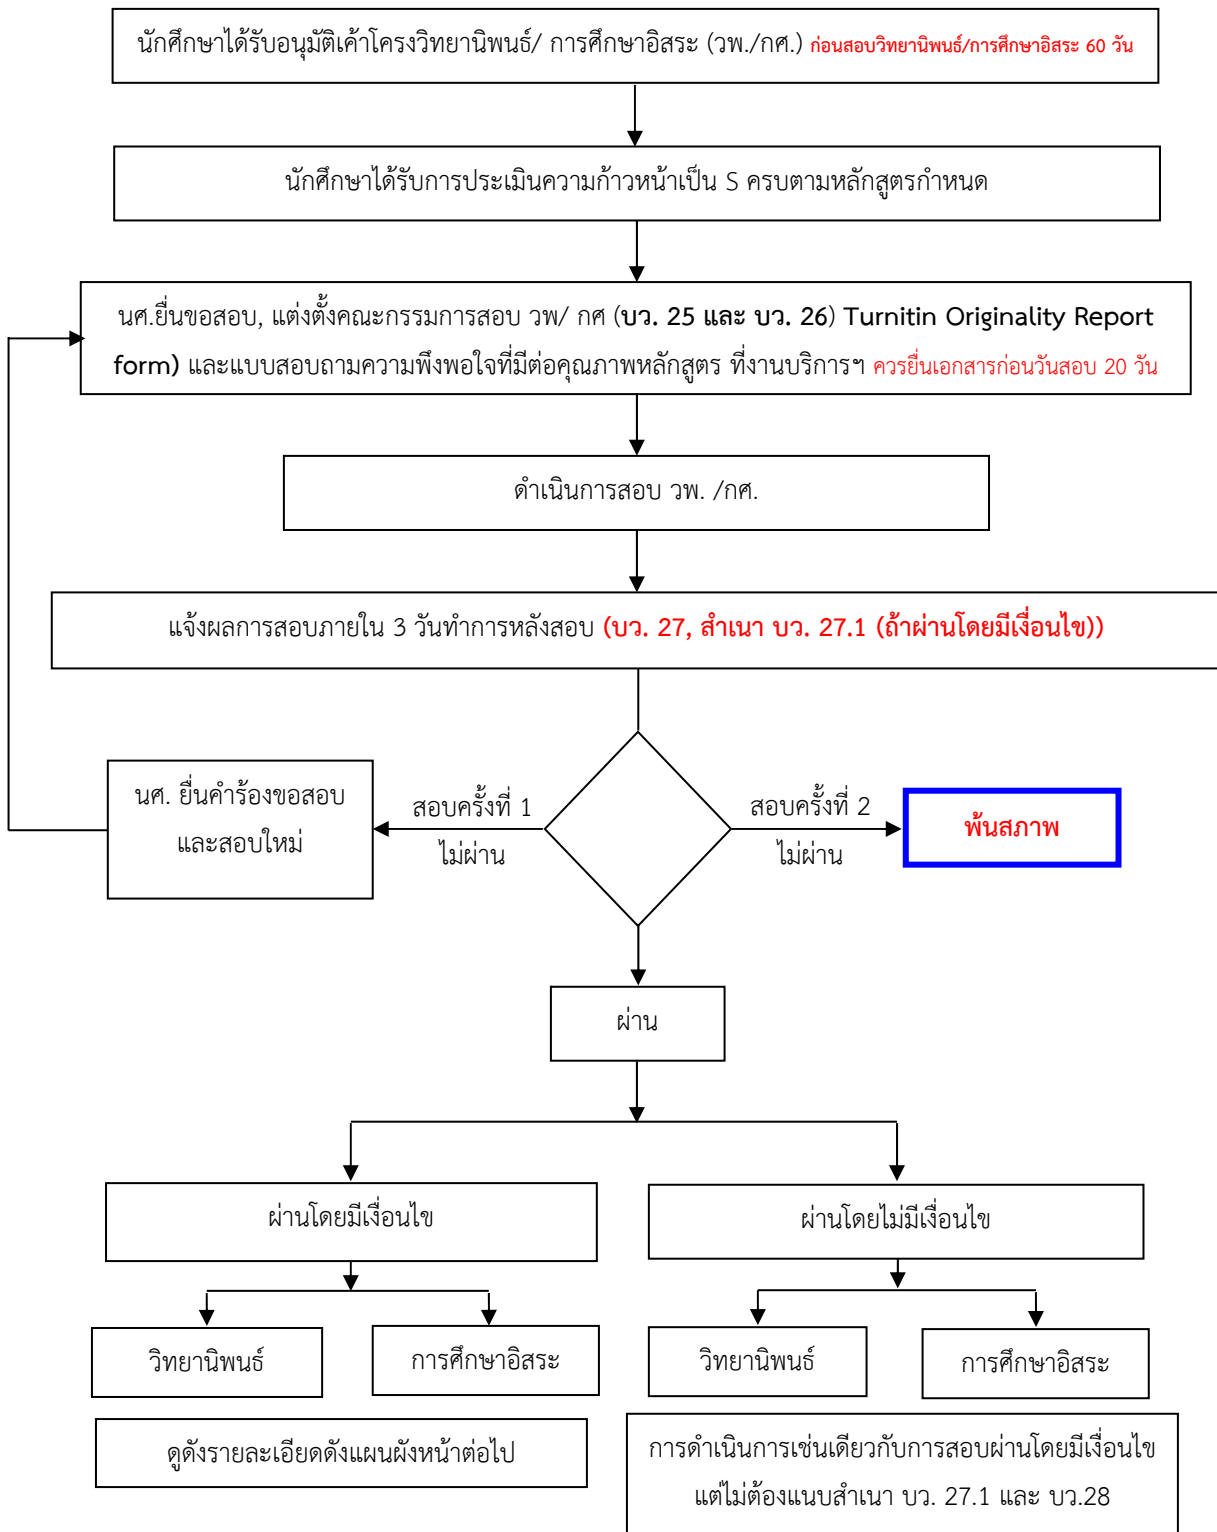 นักศึกษาได้รับอนุมัติเค้าโครงวิทยานิพนธ์/ การศึกษาอิสระ (วพ./กศ.) ก่อนสอบวิทยานิพนธ์/การศึกษาอิสระ 60 วัน
นักศึกษาได้รับการประเมินความก้าวหน้าเป็น S ครบตามหลักสูตรกำหนด
นศ.ยื่นขอสอบ, แต่งตั้งคณะกรรมการสอบ วพ/ กศ (บว. 25 และ บว. 26) Turnitin Originality Report
form) และแบบสอบถามความพึงพอใจที่มีต่อคุณภาพหลักสูตร ที่งานบริการฯ ควรยื่นเอกสารก่อนวันสอบ 20 วัน
ดำเนินการสอบ วพ. /กศ.
แจ้งผลการสอบภายใน 3 วันทำการหลังสอบ (บว. 27, สำเนา บว. 27.1 (ถ้าผ่านโดยมีเงื่อนไข))
นศ. ยื่นคำร้องขอสอบ
และสอบใหม่
สอบครั้งที่ 1
ไม่ผ่าน
สอบครั้งที่ 2
ไม่ผ่าน
พ้นสภาพ
ผ่าน
ผ่านโดยมีเงื่อนไข
ผ่านโดยไม่มีเงื่อนไข
วิทยานิพนธ์
การศึกษาอิสระ
วิทยานิพนธ์
การศึกษาอิสระ
ดูดังรายละเอียดดังแผนผังหน้าต่อไป
การดำเนินการเช่นเดียวกับการสอบผ่านโดยมีเงื่อนไข
แต่ไม่ต้องแนบสำเนา บว. 27.1 และ บว.28